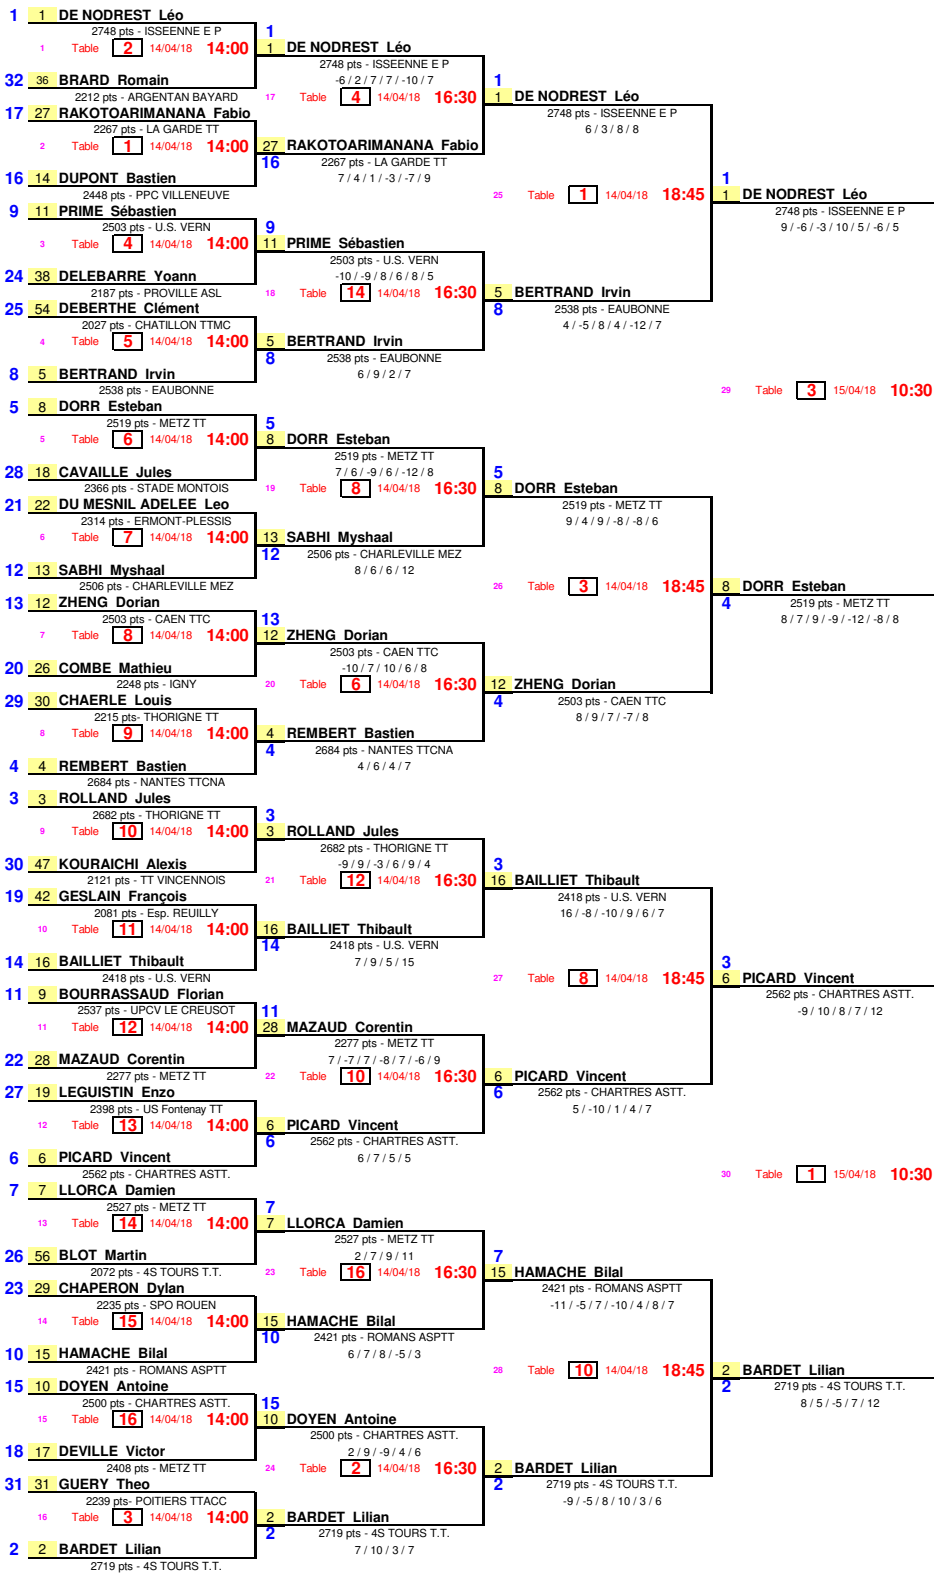 1 1 DE NODREST Léo
2748 pts - ISSEENNE E P
1 Table 2 14/04/18 14:00
32 36 BRARD Romain
2212 pts - ARGENTAN BAYARD
17 27 RAKOTOARIMANANA Fabio
2267 pts - LA GARDE TT
2 Table 1 14/04/18 14:00
16 14 DUPONT Bastien
2448 pts - PPC VILLENEUVE
9 11 PRIME Sébastien
2503 pts - U.S. VERN
3 Table 4 14/04/18 14:00
24 38 DELEBARRE Yoann
2187 pts - PROVILLE ASL
25 54 DEBERTHE Clément
2027 pts - CHATILLON TTMC
4 Table 5 14/04/18 14:00
8 5 BERTRAND Irvin
2538 pts - EAUBONNE
5 8 DORR Esteban
2519 pts - METZ TT
5 Table 6 14/04/18 14:00
28 18 CAVAILLE Jules
2366 pts - STADE MONTOIS
21 22 DU MESNIL ADELEE Leo
2314 pts - ERMONT-PLESSIS
6 Table 7 14/04/18 14:00
12 13 SABHI Myshaal
2506 pts - CHARLEVILLE MEZ
13 12 ZHENG Dorian
2503 pts - CAEN TTC
7 Table 8 14/04/18 14:00
20 26 COMBE Mathieu
2248 pts - IGNY
29 30 CHAERLE Louis
2215 pts- THORIGNE TT
8 Table 9 14/04/18 14:00
4 4 REMBERT Bastien
2684 pts - NANTES TTCNA
3 3 ROLLAND Jules
2682 pts - THORIGNE TT
9 Table 10 14/04/18 14:00
30 47 KOURAICHI Alexis
2121 pts - TT VINCENNOIS
19 42 GESLAIN François
2081 pts - Esp. REUILLY
10 Table 11 14/04/18 14:00
14 16 BAILLIET Thibault
2418 pts - U.S. VERN
11 9 BOURRASSAUD Florian
2537 pts - UPCV LE CREUSOT
11 Table 12 14/04/18 14:00
22 28 MAZAUD Corentin
2277 pts - METZ TT
27 19 LEGUISTIN Enzo
2398 pts - US Fontenay TT
12 Table 13 14/04/18 14:00
6 6 PICARD Vincent
2562 pts - CHARTRES ASTT.
7 7 LLORCA Damien
2527 pts - METZ TT
13 Table 14 14/04/18 14:00
26 56 BLOT Martin
2072 pts - 4S TOURS T.T.
23 29 CHAPERON Dylan
2235 pts - SPO ROUEN
14 Table 15 14/04/18 14:00
10 15 HAMACHE Bilal
2421 pts - ROMANS ASPTT
15 10 DOYEN Antoine
2500 pts - CHARTRES ASTT.
15 Table 16 14/04/18 14:00
18 17 DEVILLE Victor
2408 pts - METZ TT
31 31 GUERY Theo
2239 pts- POITIERS TTACC
16 Table 3 14/04/18 14:00
2 2 BARDET Lilian
2719 pts - 4S TOURS T.T.
1
1 DE NODREST Léo
2748 pts - ISSEENNE E P
-6 / 2 / 7 / 7 / -10 / 7
17 Table 4 14/04/18 16:30
27 RAKOTOARIMANANA Fabio
16
2267 pts - LA GARDE TT
7 / 4 / 1 / -3 / -7 / 9
9
11 PRIME Sébastien
2503 pts - U.S. VERN
-10 / -9 / 8 / 6 / 8 / 5
18 Table 14 14/04/18 16:30
5 BERTRAND Irvin
8
2538 pts - EAUBONNE
6 / 9 / 2 / 7
5
8 DORR Esteban
2519 pts - METZ TT
7 / 6 / -9 / 6 / -12 / 8
19 Table 8 14/04/18 16:30
13 SABHI Myshaal
12
2506 pts - CHARLEVILLE MEZ
8 / 6 / 6 / 12
13
12 ZHENG Dorian
2503 pts - CAEN TTC
-10 / 7 / 10 / 6 / 8
20 Table 6 14/04/18 16:30
4 REMBERT Bastien
4
2684 pts - NANTES TTCNA
4 / 6 / 4 / 7
3
3 ROLLAND Jules
2682 pts - THORIGNE TT
-9 / 9 / -3 / 6 / 9 / 4
21 Table 12 14/04/18 16:30
16 BAILLIET Thibault
14
2418 pts - U.S. VERN
7 / 9 / 5 / 15
11
28 MAZAUD Corentin
2277 pts - METZ TT
7 / -7 / 7 / -8 / 7 / -6 / 9
22 Table 10 14/04/18 16:30
6 PICARD Vincent
6
2562 pts - CHARTRES ASTT.
6 / 7 / 5 / 5
7
7 LLORCA Damien
2527 pts - METZ TT
2 / 7 / 9 / 11
23 Table 16 14/04/18 16:30
15 HAMACHE Bilal
10
2421 pts - ROMANS ASPTT
6 / 7 / 8 / -5 / 3
15
10 DOYEN Antoine
2500 pts - CHARTRES ASTT.
2 / 9 / -9 / 4 / 6
24 Table 2 14/04/18 16:30
2 BARDET Lilian
2
2719 pts - 4S TOURS T.T.
7 / 10 / 3 / 7
1
1 DE NODREST Léo
2748 pts - ISSEENNE E P
6 / 3 / 8 / 8
25 Table 1 14/04/18 18:45
5 BERTRAND Irvin
8
2538 pts - EAUBONNE
4 / -5 / 8 / 4 / -12 / 7
5
8 DORR Esteban
2519 pts - METZ TT
9 / 4 / 9 / -8 / -8 / 6
26 Table 3 14/04/18 18:45
12 ZHENG Dorian
4
2503 pts - CAEN TTC
8 / 9 / 7 / -7 / 8
3
16 BAILLIET Thibault
2418 pts - U.S. VERN
16 / -8 / -10 / 9 / 6 / 7
27 Table 8 14/04/18 18:45
6 PICARD Vincent
6
2562 pts - CHARTRES ASTT.
5 / -10 / 1 / 4 / 7
7
15 HAMACHE Bilal
2421 pts - ROMANS ASPTT
-11 / -5 / 7 / -10 / 4 / 8 / 7
28 Table 10 14/04/18 18:45
2 BARDET Lilian
2
2719 pts - 4S TOURS T.T.
-9 / -5 / 8 / 10 / 3 / 6
1
1 DE NODREST Léo
2748 pts - ISSEENNE E P
9 / -6 / -3 / 10 / 5 / -6 / 5
29 Table 3 15/04/18 10:30
8 DORR Esteban
4
2519 pts - METZ TT
8 / 7 / 9 / -9 / -12 / -8 / 8
3
6 PICARD Vincent
2562 pts - CHARTRES ASTT.
-9 / 10 / 8 / 7 / 12
30 Table 1 15/04/18 10:30
2 BARDET Lilian
2
2719 pts - 4S TOURS T.T.
8 / 5 / -5 / 7 / 12